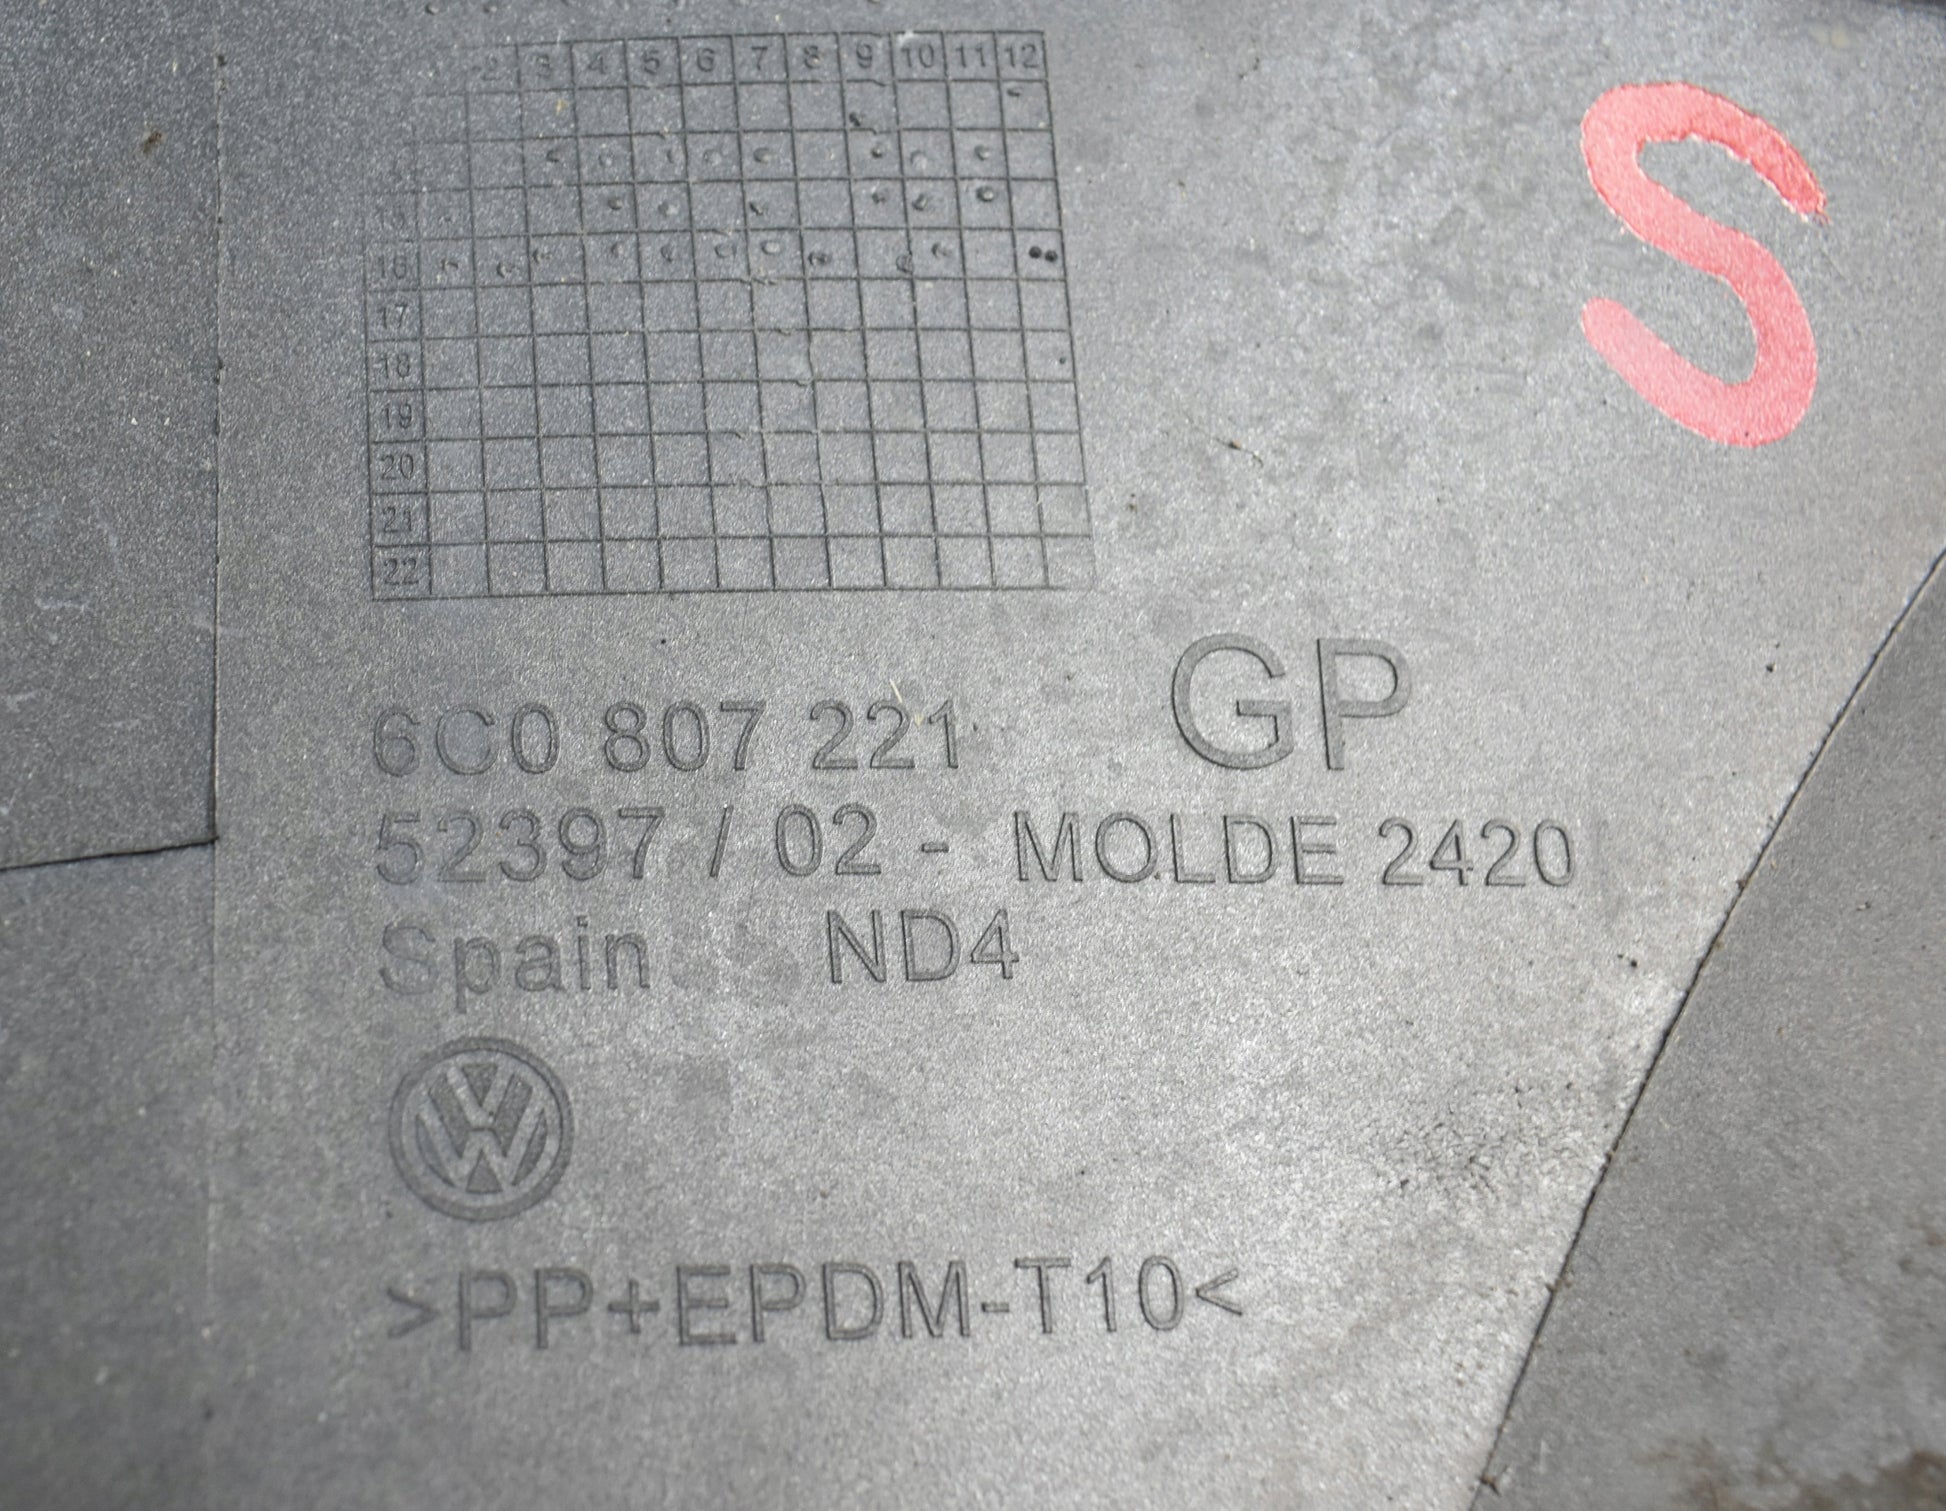 2 3 4 5 6 7 8 9 10 11 12
S
16
17
18
19
20
21
22
GP
6C0 807 221
52397 / 02 - MOLDE 2420
Spain ND4
>PP+EPDM-T10<